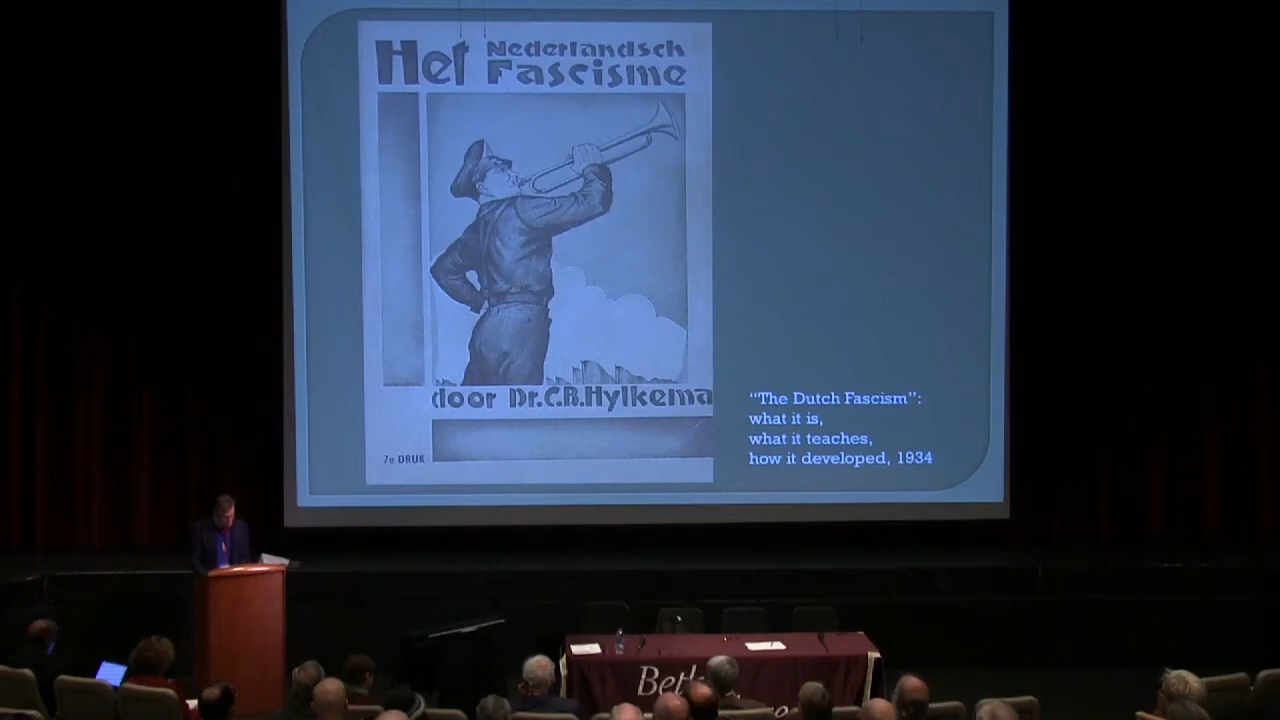 Het Nederlandsch
Fascisme
door Dr.C.B.Hylkema
7e DRUK
“The Dutch Fascism”:
what it is,
what it teaches,
how it developed, 1934